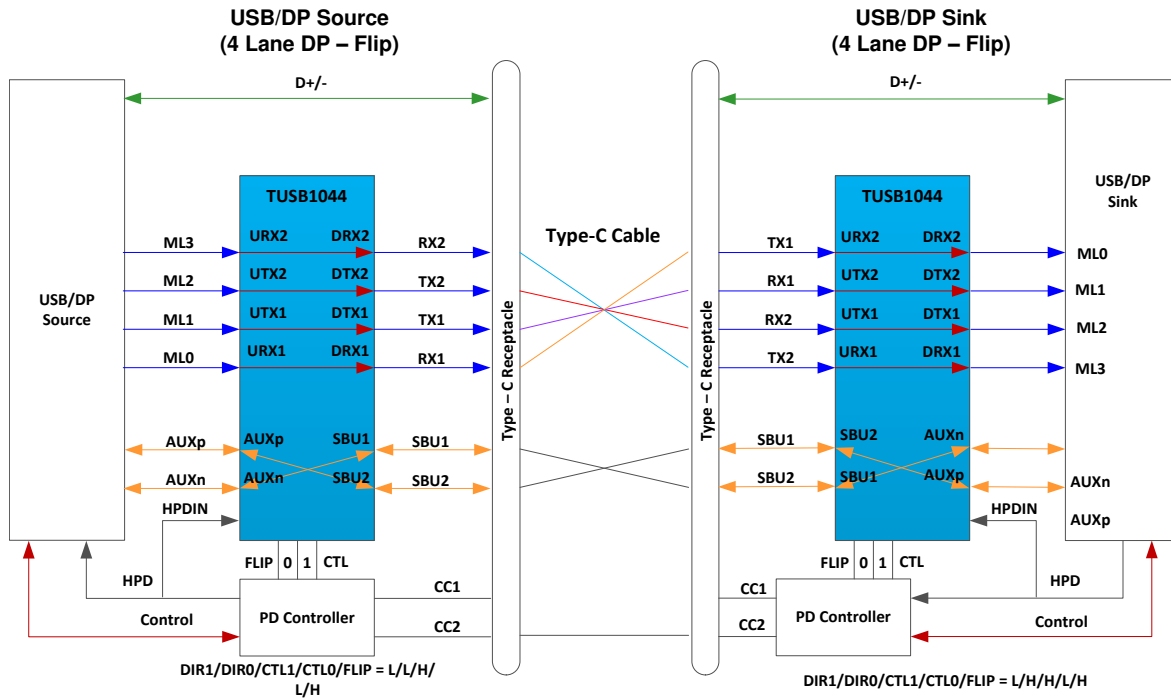 USB/DP Source
(4 Lane DP – Flip)
USB/DP Sink
(4 Lane DP – Flip)
D+/-
D+/-
TUSB1044
TUSB1044
USB/DP
Source
USB/DP
Sink
Type-C Cable
Type – C Receptacle
Type – C Receptacle
ML3
URX2
DRX2
RX2
TX1
URX2
DRX2
ML0
ML2
UTX2
DTX2
TX2
RX1
UTX2
DTX2
ML1
ML1
UTX1
DTX1
TX1
RX2
UTX1
DTX1
ML2
ML0
URX1
DRX1
RX1
TX2
URX1
DRX1
ML3
AUXp
AUXp
SBU1
SBU1
SBU1
SBU2
AUXn
AUXn
AUXn
SBU2
SBU2
SBU2
SBU1
AUXp
AUXn
AUXp
HPDIN
HPDIN
FLIP
0
1
CTL
FLIP
0
1
CTL
HPD
HPD
Control
Control
PD Controller
PD Controller
CC1
CC1
CC2
CC2
DIR1/DIR0/CTL1/CTL0/FLIP = L/L/H/
L/H
DIR1/DIR0/CTL1/CTL0/FLIP = L/H/H/L/H